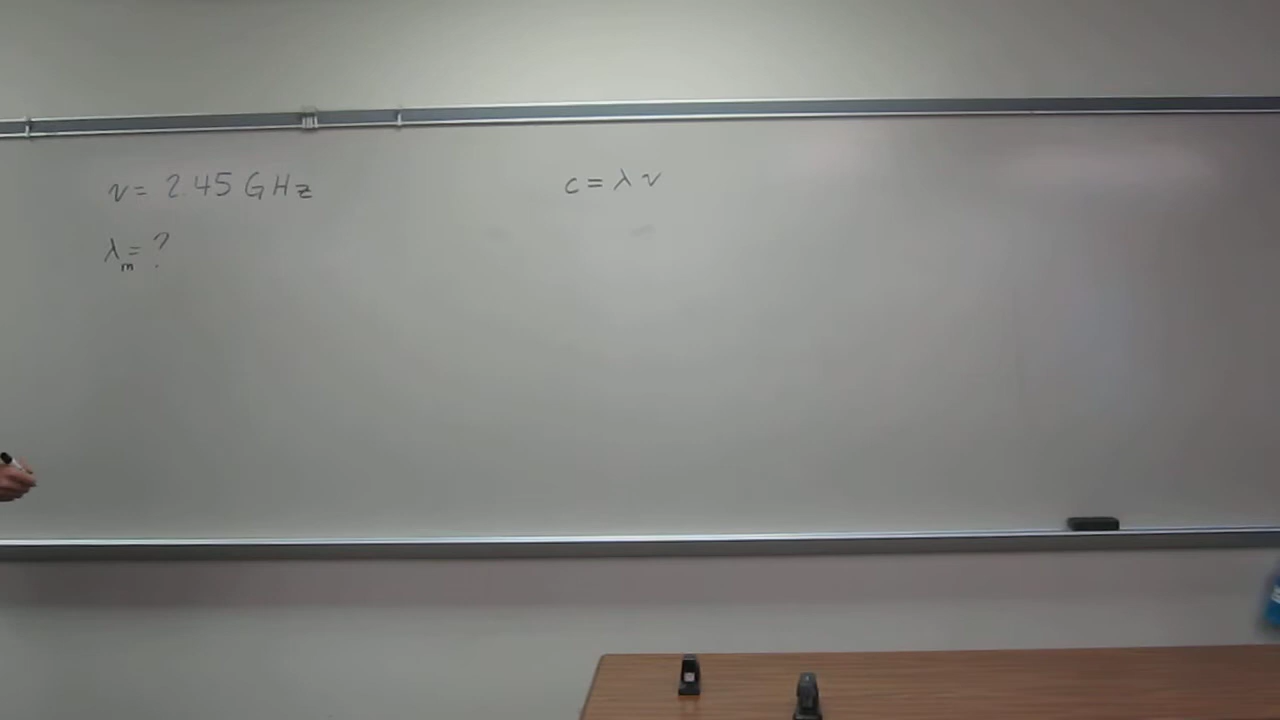 ν = 2.45 GHz
c = λ ν
λ = ?
m